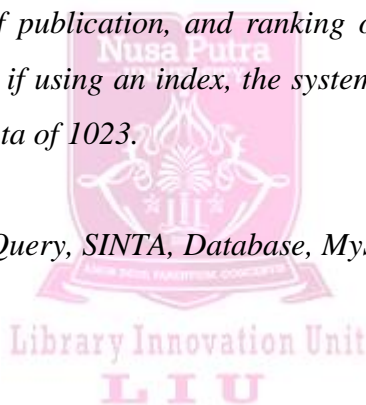 f publication, and ranking o
if using an index, the system
ta of 1023.
Nusa Putra
Query, SINTA, Database, Mys
Library Innovation Unit
LIU